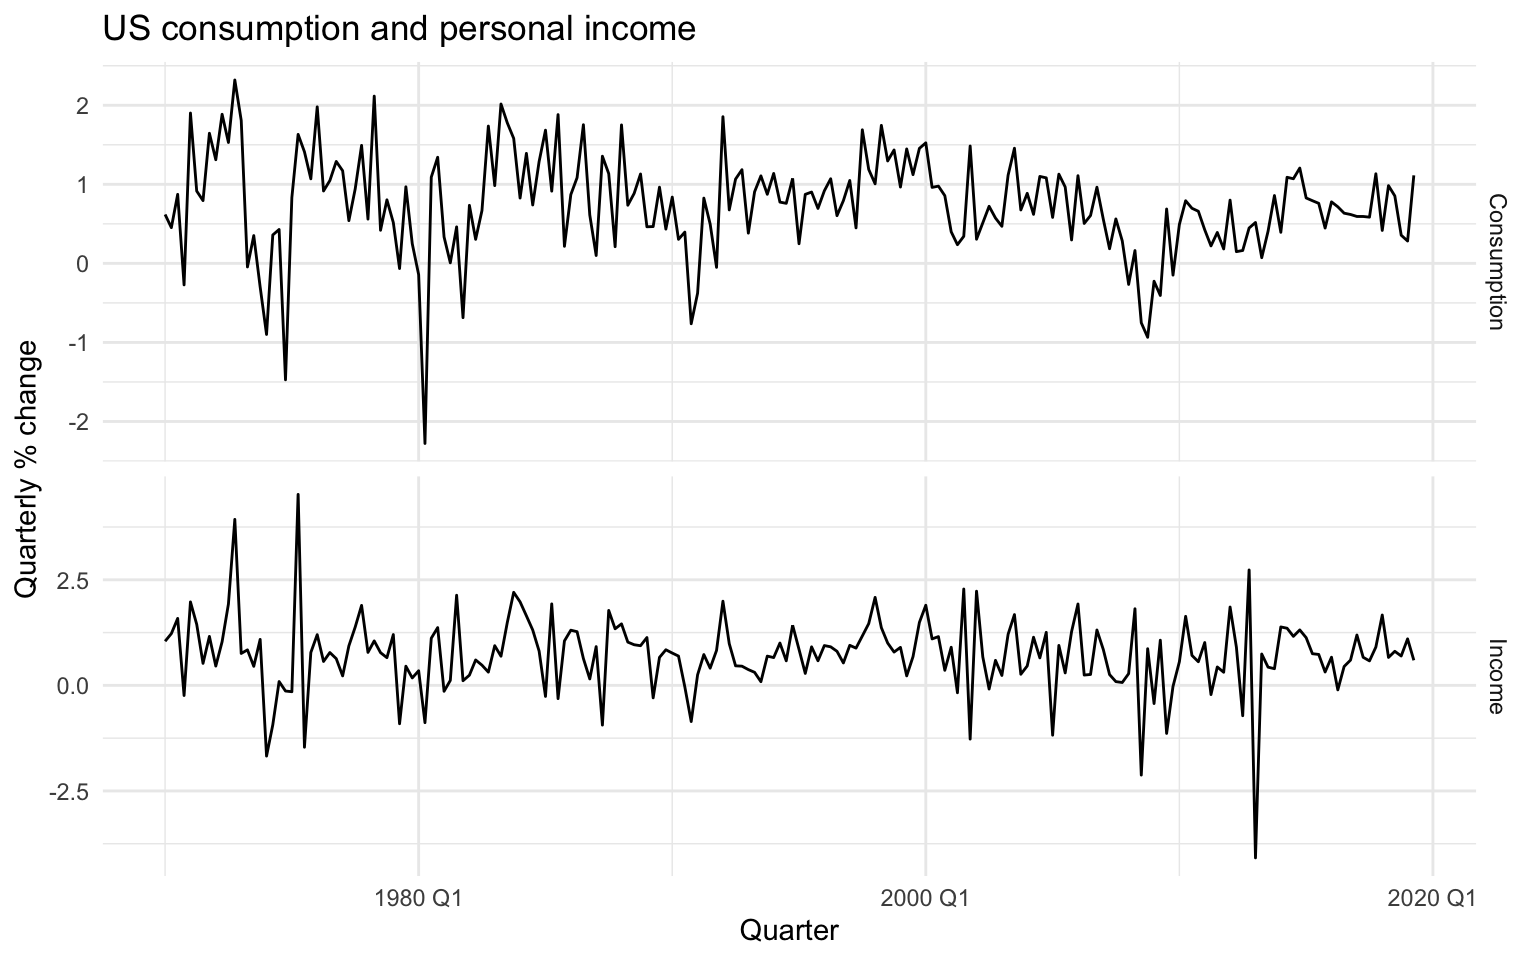 US consumption and personal income
Quarterly % change
2
1
0
-1
-2
Consumption
2.5
0.0
-2.5
Income
1980 Q1
2000 Q1
2020 Q1
Quarter